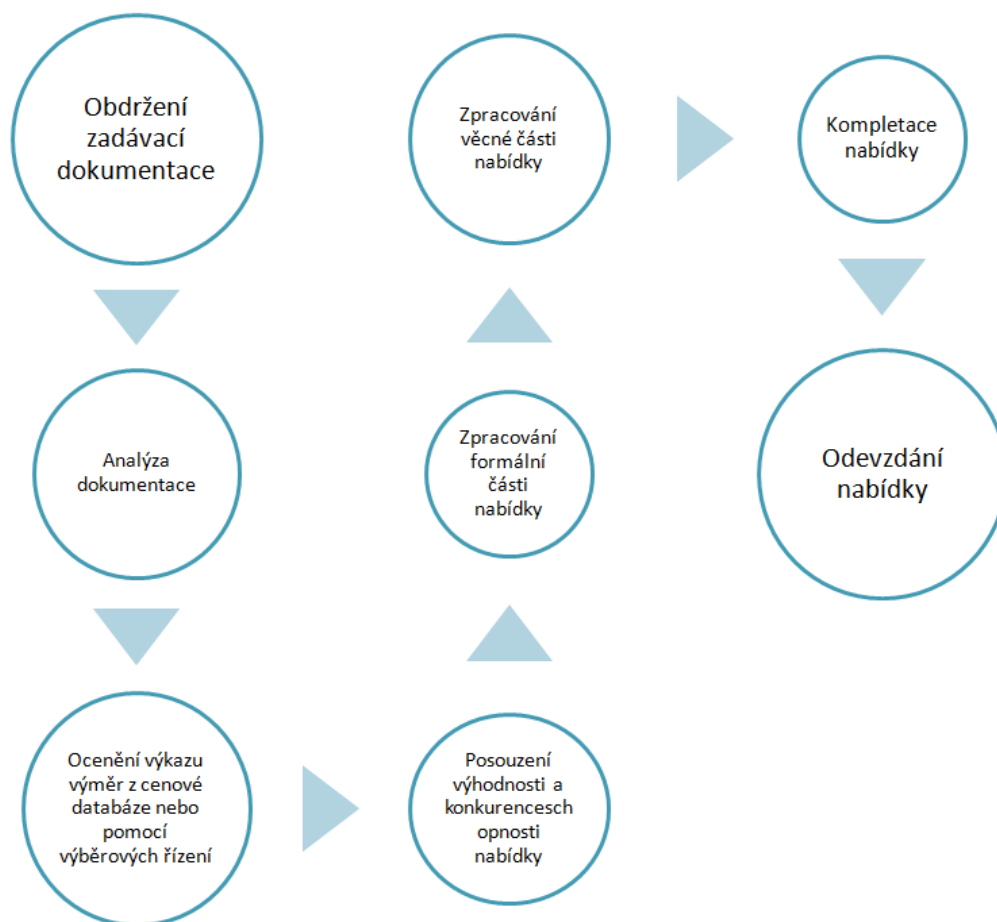 Obdržení
zadávací
dokumentace
Analýza
dokumentace
Ocenění výkazu
výměr z cenové
databáze nebo
pomocí
výběrových řízení
Posouzení
výhodnosti a
konkurencesch
opnosti
nabídky
Zpracování
formální
části
nabídky
Zpracování
věcné části
nabídky
Kompletace
nabídky
Odevzdání
nabídky